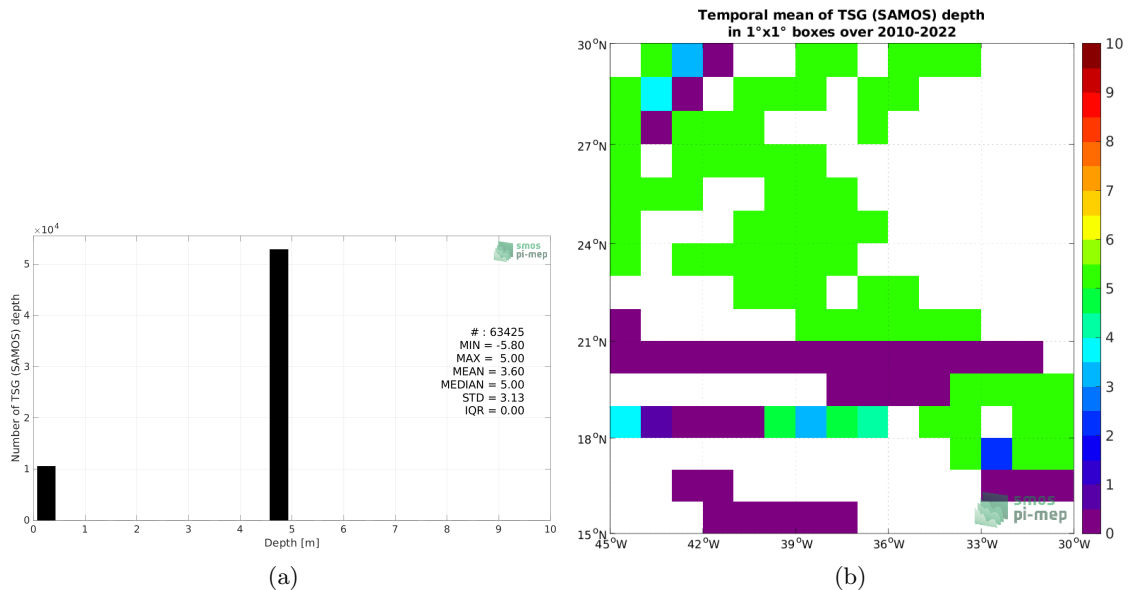 ×10⁴
5
4
3
2
1
0
Number of TSG (SAMOS) depth
smos
pi-mep
# : 63425
MIN = -5.80
MAX = 5.00
MEAN = 3.60
MEDIAN = 5.00
STD = 3.13
IQR = 0.00
0 1 2 3 4 5 6 7 8 9 10
Depth [m]
(a)
Temporal mean of TSG (SAMOS) depth
in 1°x1° boxes over 2010-2022
30°N
27°N
24°N
21°N
18°N
15°N
45°W 42°W 39°W 36°W 33°W 30°W
smos
pi-mep
10
9
8
7
6
5
4
3
2
1
0
(b)